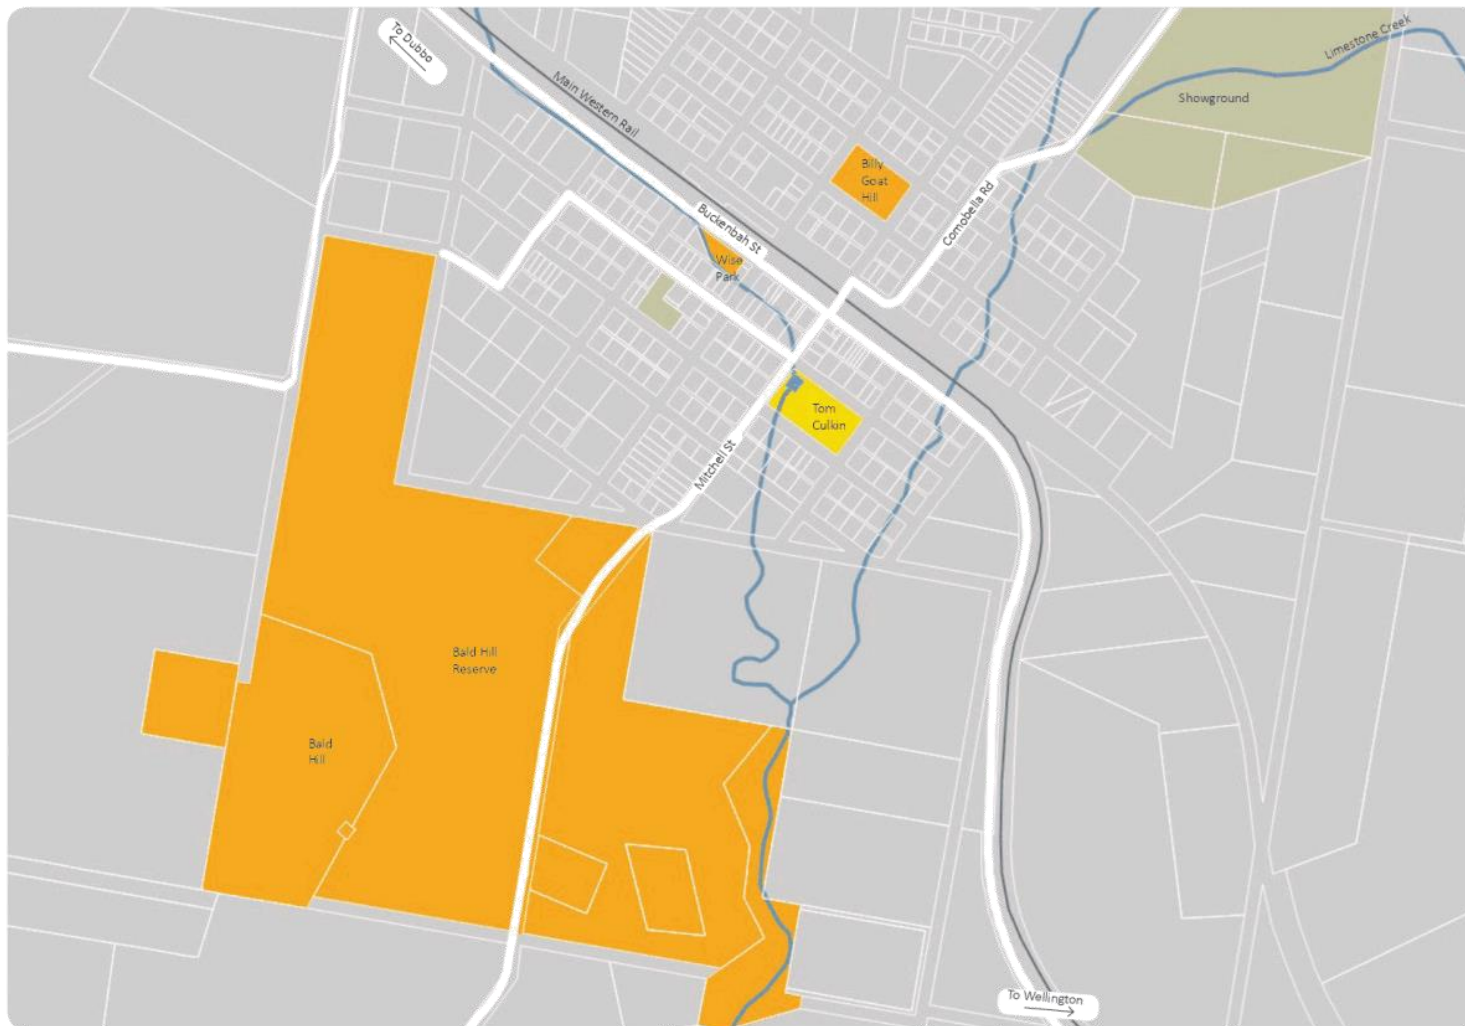 To Dubbo
Main Western Rail
Limestone Creek
Showground
Billy
Goat
Hill
Comobella Rd
Buckenbah St
Wise
Park
Tom
Culkin
Mitchell St
Bald Hill
Reserve
Bald
Hill
To Wellington